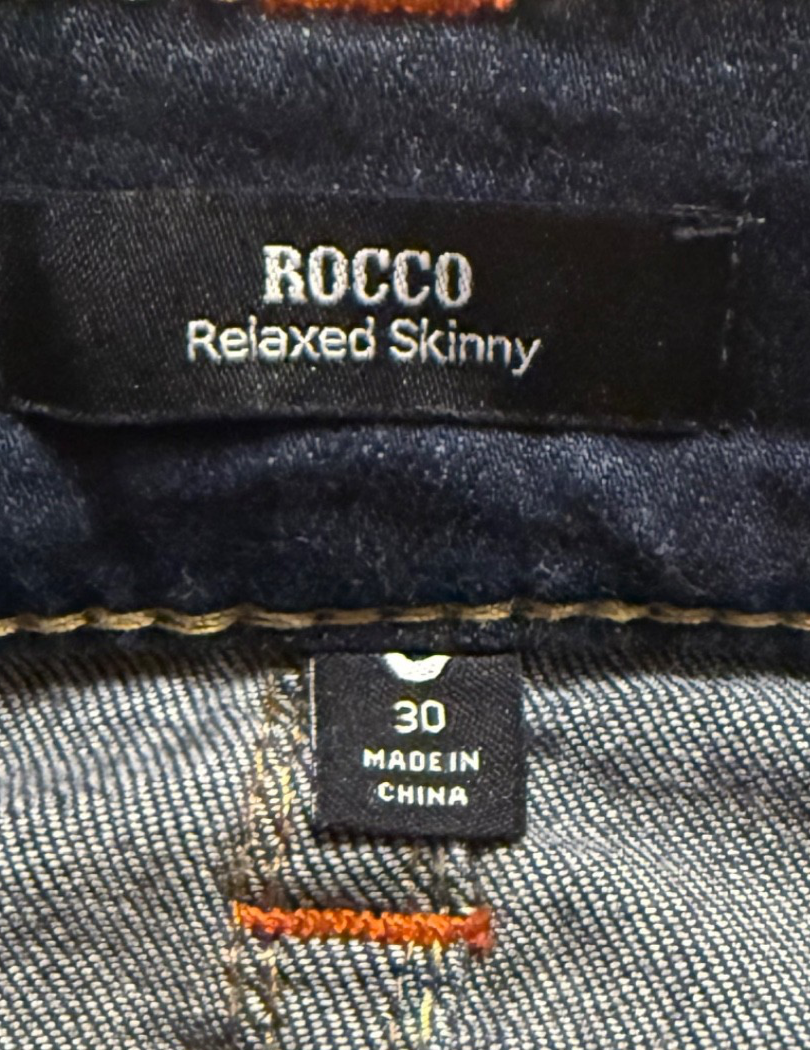 ROCCO
Relaxed Skinny
30
MADE IN
CHINA